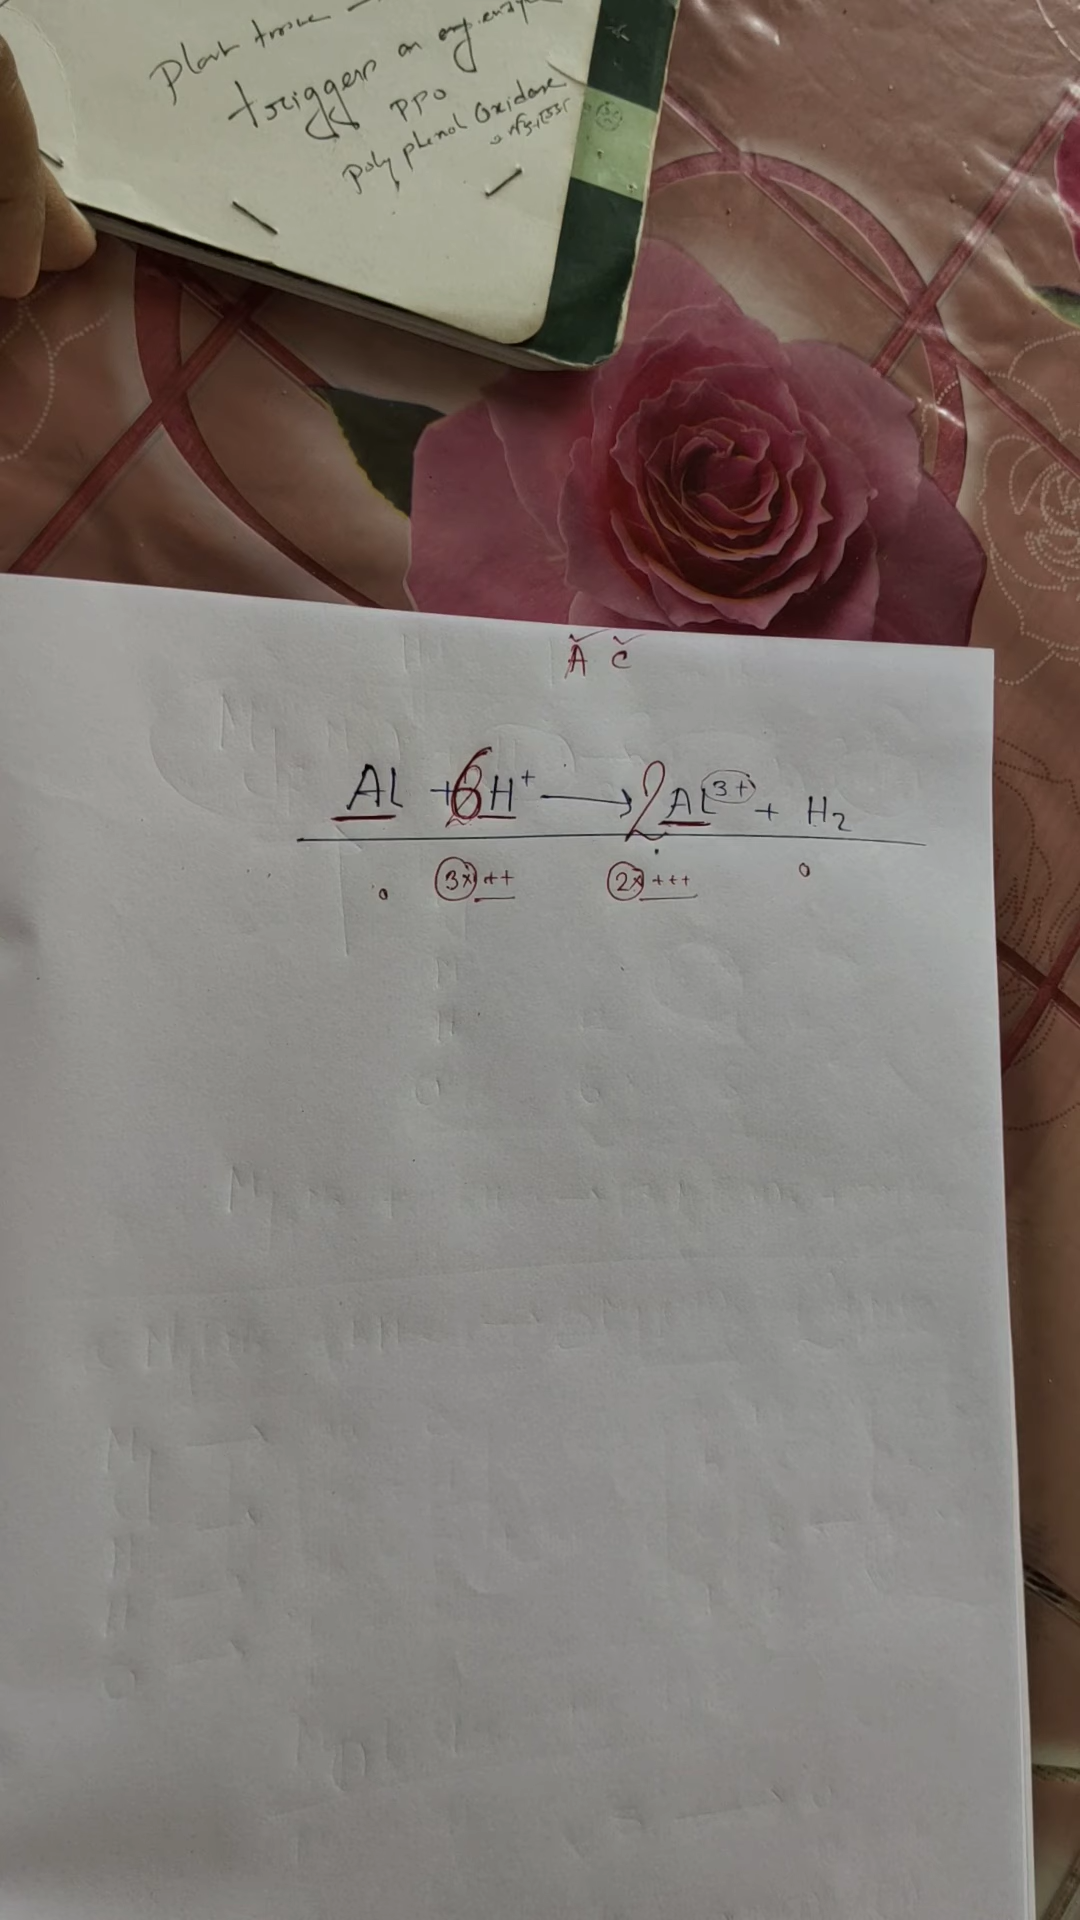 Plant tissue —
triggers an enzyme
PPO
Poly phenol Oxidase
Ă č
Al + 6H⁺ ⟶ 2Al³⁺ + H₂
0 3x ++ 2x +++ 0